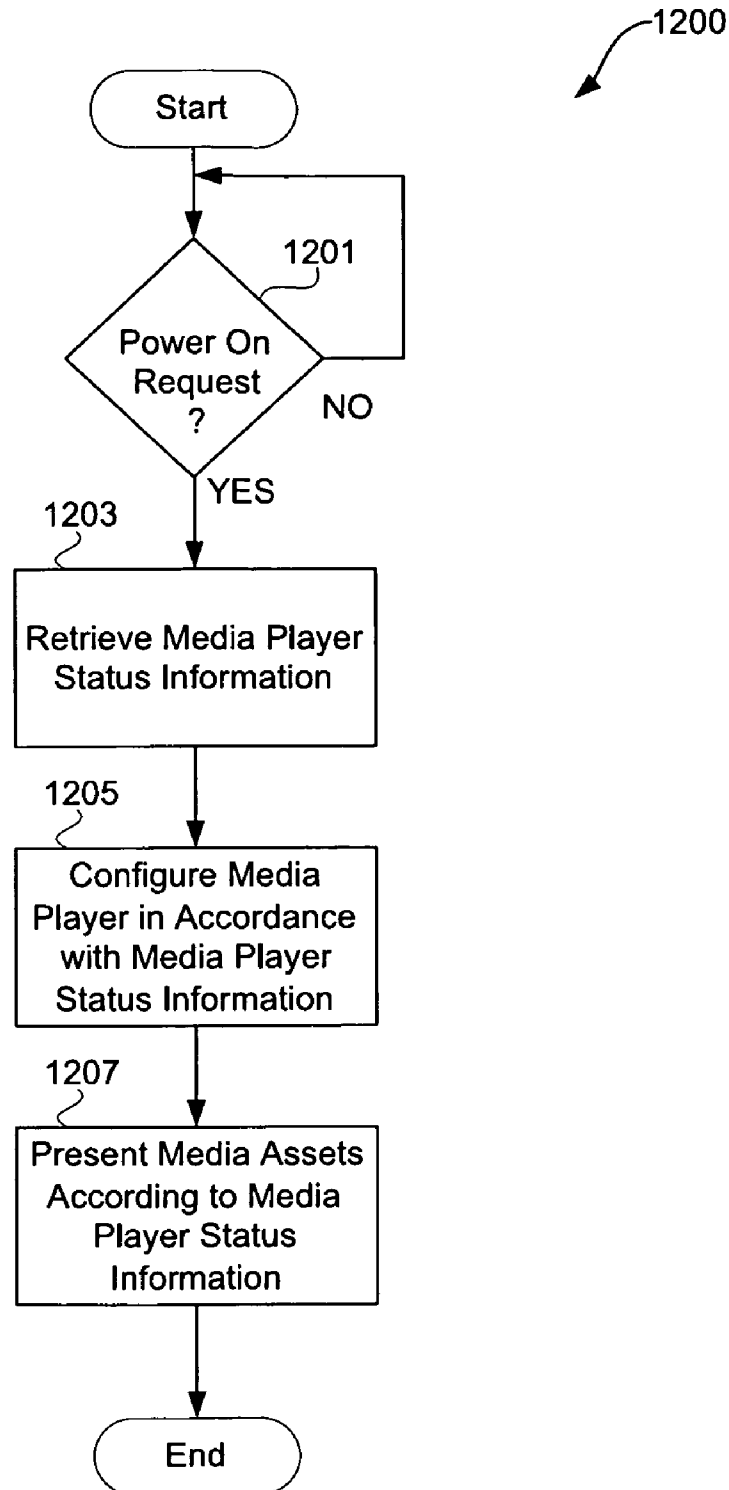 1200
Start
1201
Power On
Request
?
NO
YES
1203
Retrieve Media Player
Status Information
1205
Configure Media
Player in Accordance
with Media Player
Status Information
1207
Present Media Assets
According to Media
Player Status
Information
End